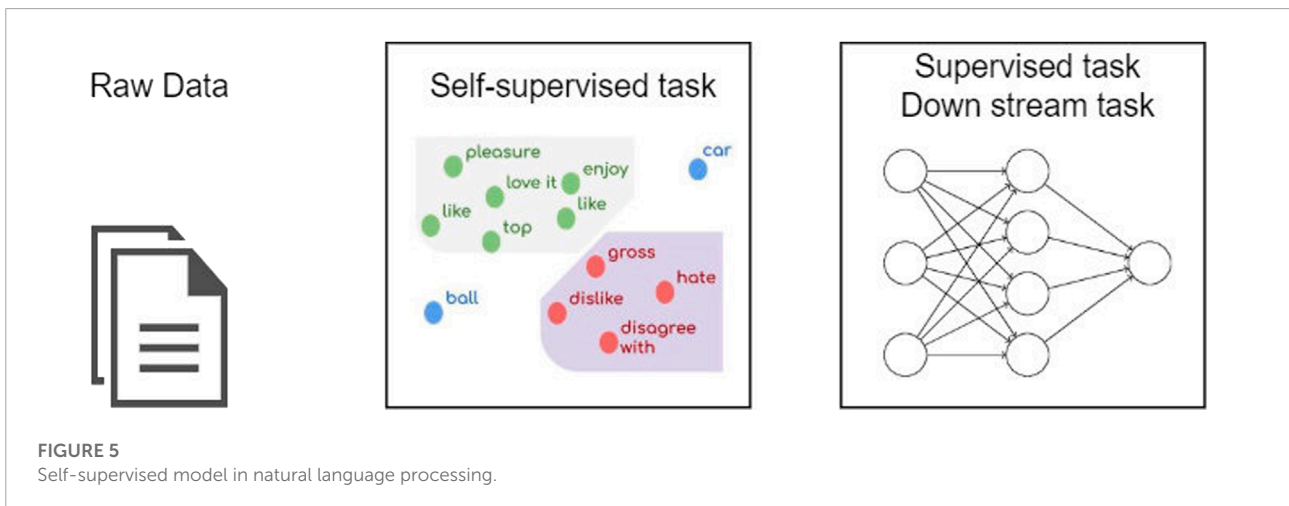 Raw Data
Self-supervised task
pleasure
love it
enjoy
like
like
top
car
ball
gross
hate
dislike
disagree
with
Supervised task
Down stream task
FIGURE 5
Self-supervised model in natural language processing.